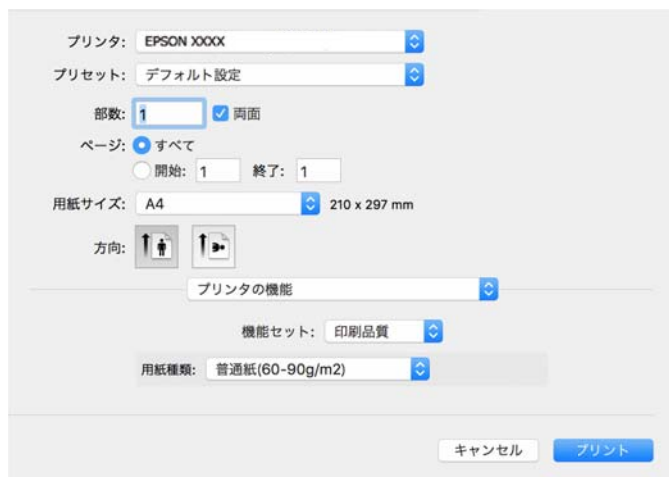 プリンタ: EPSON XXXX
プリセット: デフォルト設定
部数: 1 両面
ページ: すべて
開始: 1 終了: 1
用紙サイズ: A4 210 x 297 mm
方向:
プリンタの機能
機能セット: 印刷品質
用紙種類: 普通紙(60-90g/m2)
キャンセル プリント